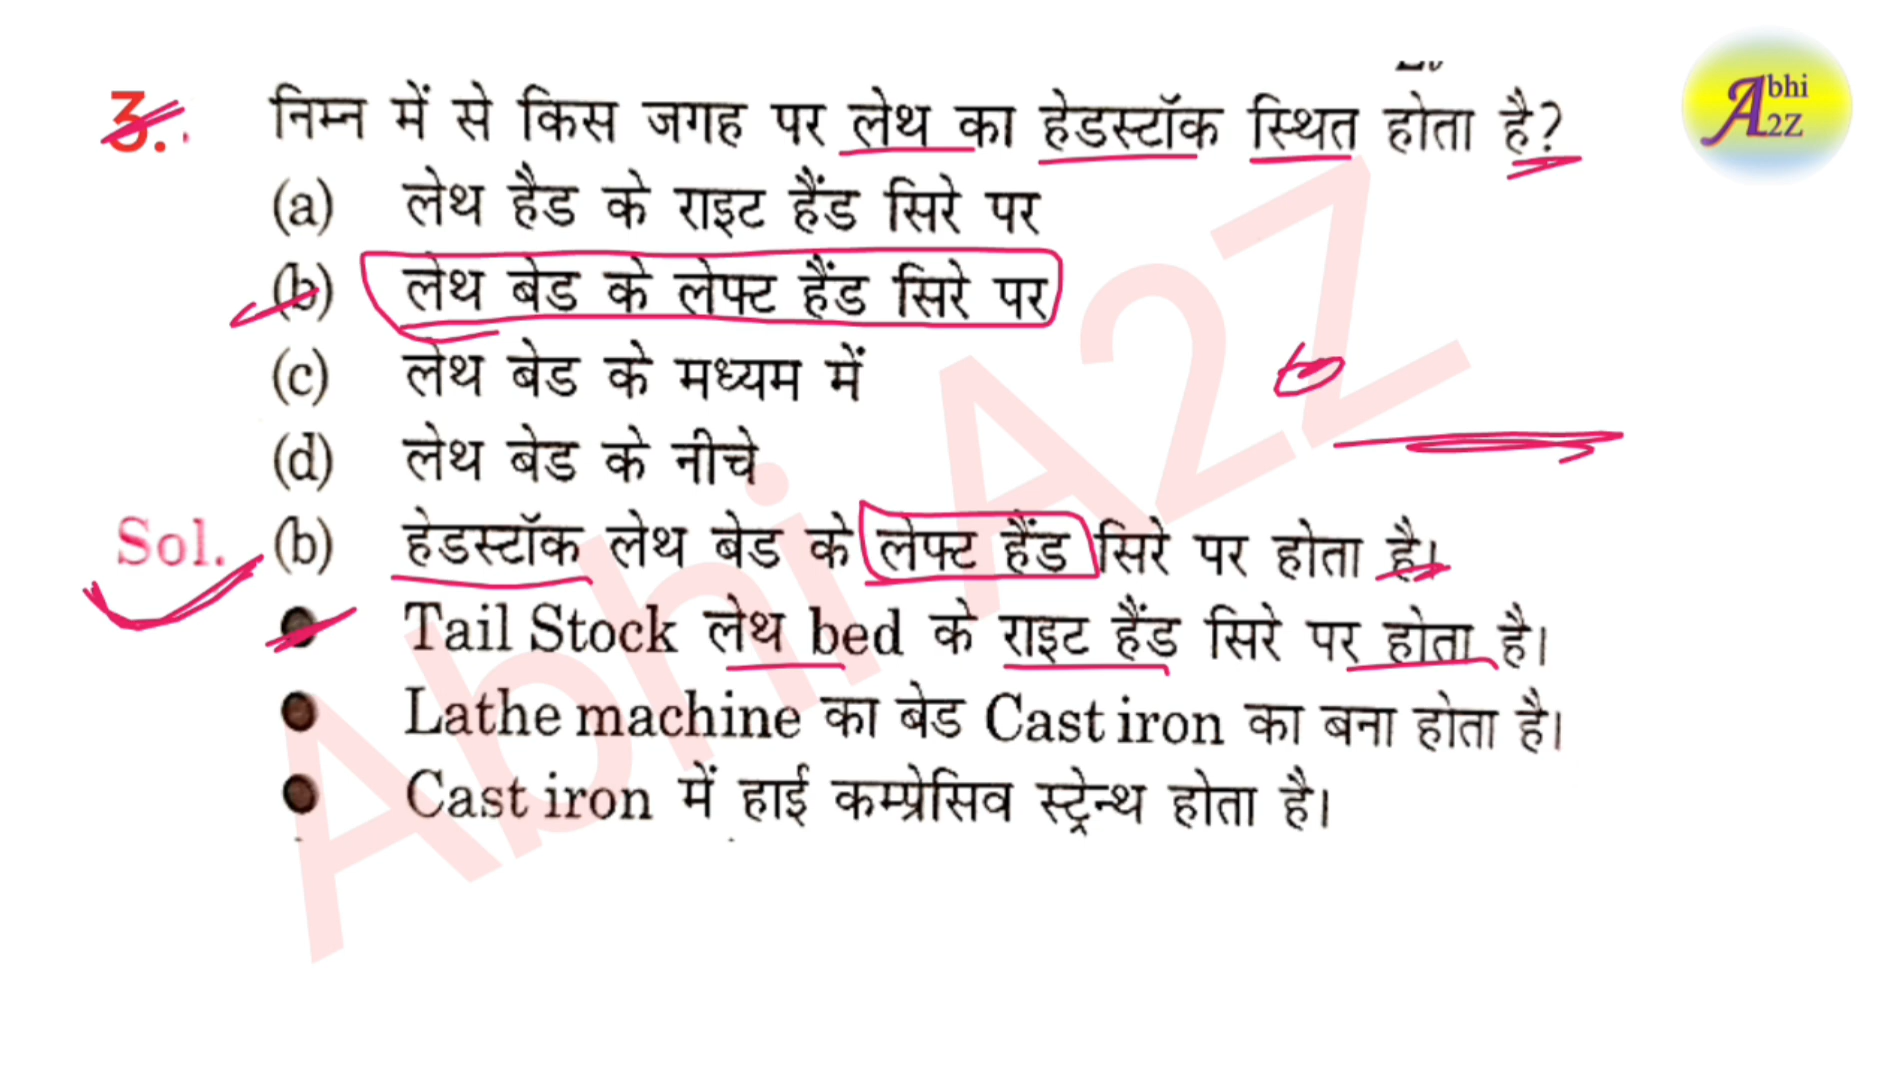 Abhi
A2Z
3. निम्न में से किस जगह पर लेथ का हेडस्टॉक स्थित होता है?
(a) लेथ हैड के राइट हैंड सिरे पर
(b) लेथ बेड के लेफ्ट हैंड सिरे पर
(c) लेथ बेड के मध्यम में
(d) लेथ बेड के नीचे
Sol. (b) हेडस्टॉक लेथ बेड के लेफ्ट हैंड सिरे पर होता है।
● Tail Stock लेथ bed के राइट हैंड सिरे पर होता है।
● Lathe machine का बेड Cast iron का बना होता है।
● Cast iron में हाई कम्प्रेसिव स्ट्रेन्थ होता है।
Abhi A2Z